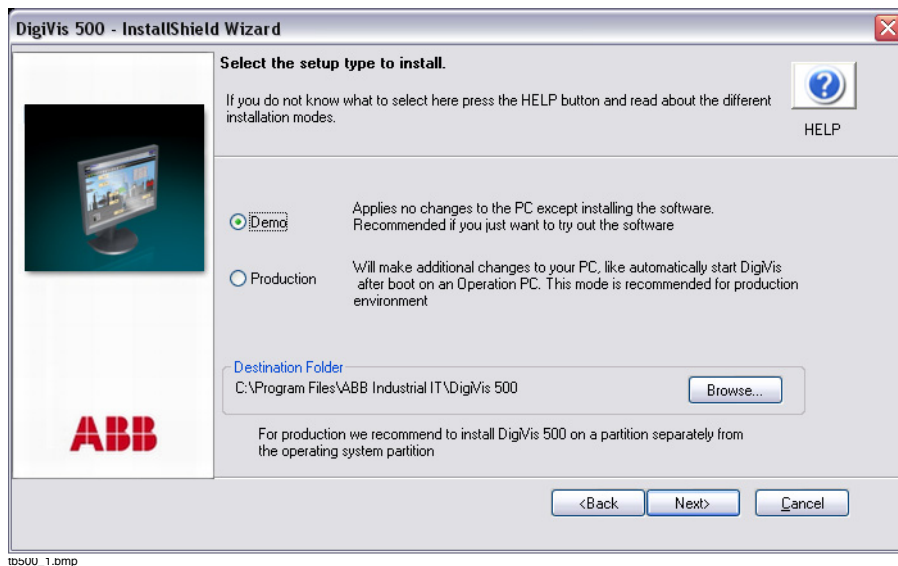 DigiVis 500 - InstallShield Wizard
Select the setup type to install.
If you do not know what to select here press the HELP button and read about the different
installation modes.
HELP
Demo
Applies no changes to the PC except installing the software.
Recommended if you just want to try out the software
Production
Will make additional changes to your PC, like automatically start DigiVis
after boot on an Operation PC. This mode is recommended for production
environment
Destination Folder
C:\Program Files\ABB Industrial IT\DigiVis 500
Browse...
ABB
For production we recommend to install DigiVis 500 on a partition separately from
the operating system partition
<Back
Next>
Cancel
tb500_1.bmp